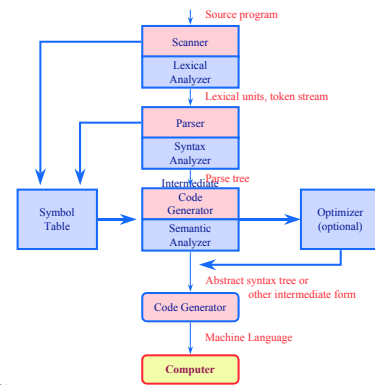 Source program
Scanner
Lexical
Analyzer
Lexical units, token stream
Parser
Syntax
Analyzer
Parse tree
Intermediate
Code
Generator
Semantic
Analyzer
Symbol
Table
Optimizer
(optional)
Abstract syntax tree or
other intermediate form
Code Generator
Machine Language
Computer